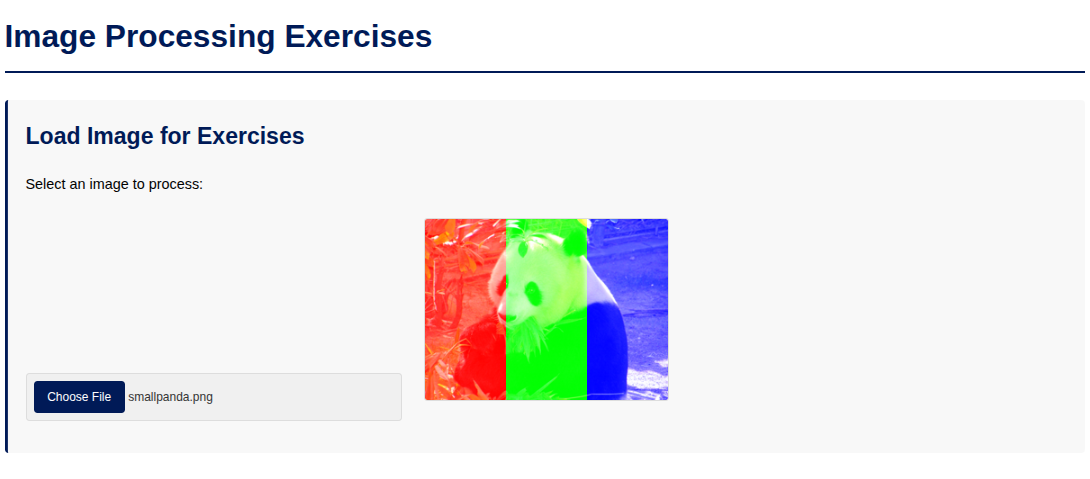 Image Processing Exercises
Load Image for Exercises
Select an image to process:
Choose File smallpanda.png